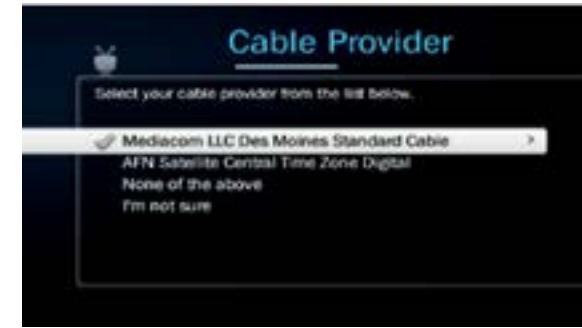 Cable Provider
Select your cable provider from the list below.
Mediacom LLC Des Moines Standard Cable
AFN Satellite Central Time Zone Digital
None of the above
I'm not sure